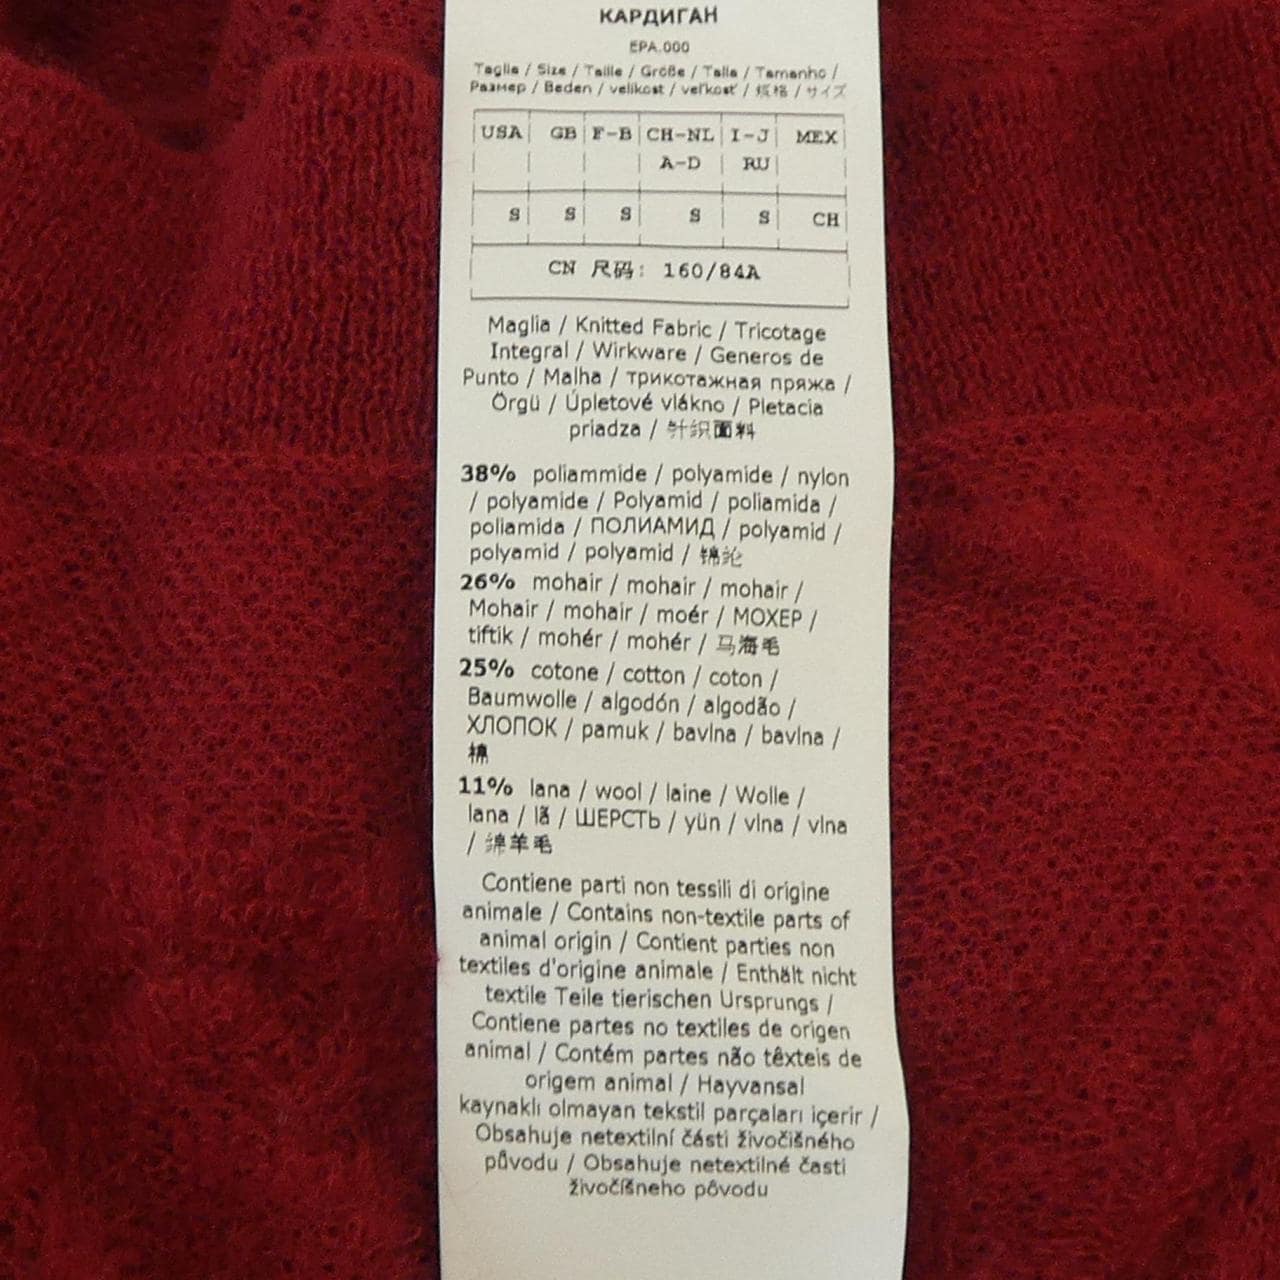 КАРДИГАН
EPA.000
Taglia / Size / Taille / Größe / Talla / Tamanho /
Размер / Beden / velikost / veľkosť / 规格 / サイズ
USA GB F-B CH-NL I-J MEX
A-D RU
S S S S S CH
CN 尺码: 160/84A
Maglia / Knitted Fabric / Tricotage
Integral / Wirkware / Generos de
Punto / Malha / трикотажная пряжа /
Örgü / Úpletové vlákno / Pletacia
priadza / 针织面料
38% poliammide / polyamide / nylon
/ polyamide / Polyamid / poliamida /
poliamida / ПОЛИАМИД / polyamid /
polyamid / polyamid / 锦纶
26% mohair / mohair / mohair /
Mohair / mohair / moér / МОХЕР /
tiftik / mohér / mohér / 马海毛
25% cotone / cotton / coton /
Baumwolle / algodón / algodão /
ХЛОПОК / pamuk / bavlna / bavlna /
棉
11% lana / wool / laine / Wolle /
lana / lã / ШЕРСТЬ / yün / vlna / vlna
/ 绵羊毛
Contiene parti non tessili di origine
animale / Contains non-textile parts of
animal origin / Contient parties non
textiles d'origine animale / Enthält nicht
textile Teile tierischen Ursprungs /
Contiene partes no textiles de origen
animal / Contém partes não têxteis de
origem animal / Hayvansal
kaynaklı olmayan tekstil parçaları içerir /
Obsahuje netextilní části živočišného
původu / Obsahuje netextilné časti
živočíšneho pôvodu